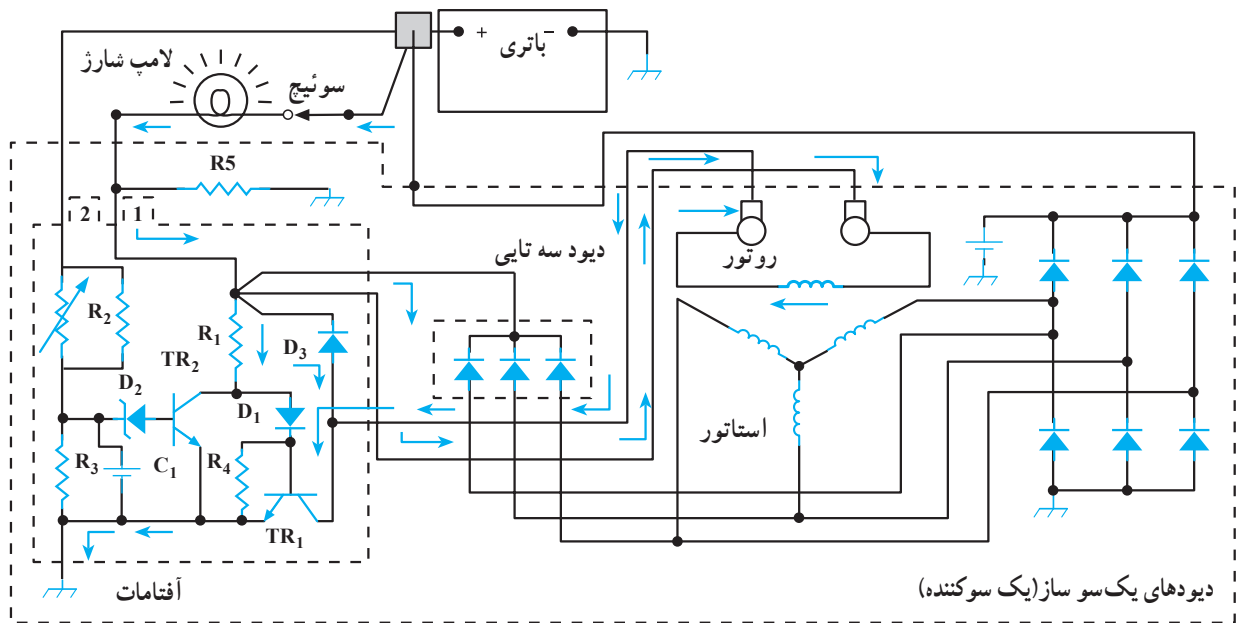 + باتری −
لامپ شارژ
سوئیچ
R5
2
1
دیود سه تایی
روتور
R2
R1
TR2
D3
D2
D1
استاتور
R3
C1
R4
TR1
آفتامات
دیودهای یک‌سو ساز(یک سوکننده)